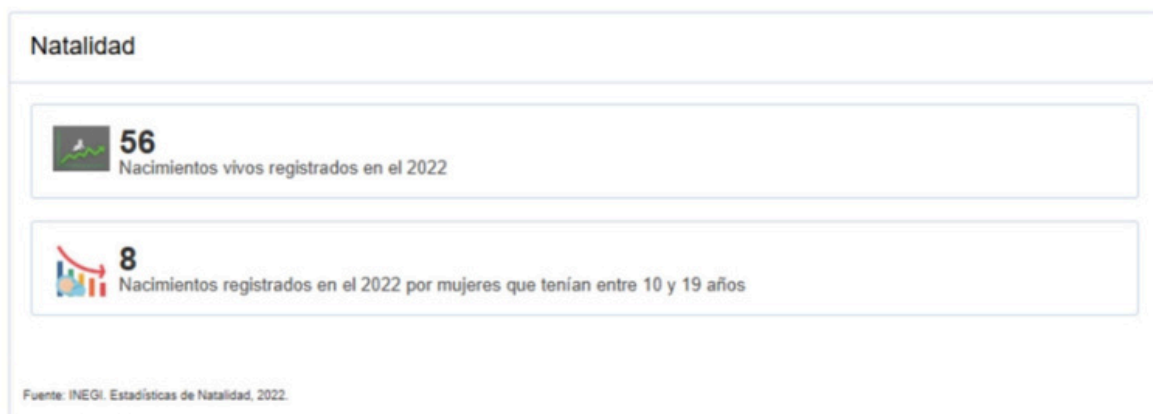 Natalidad
56
Nacimientos vivos registrados en el 2022
8
Nacimientos registrados en el 2022 por mujeres que tenían entre 10 y 19 años
Fuente: INEGI. Estadísticas de Natalidad, 2022.